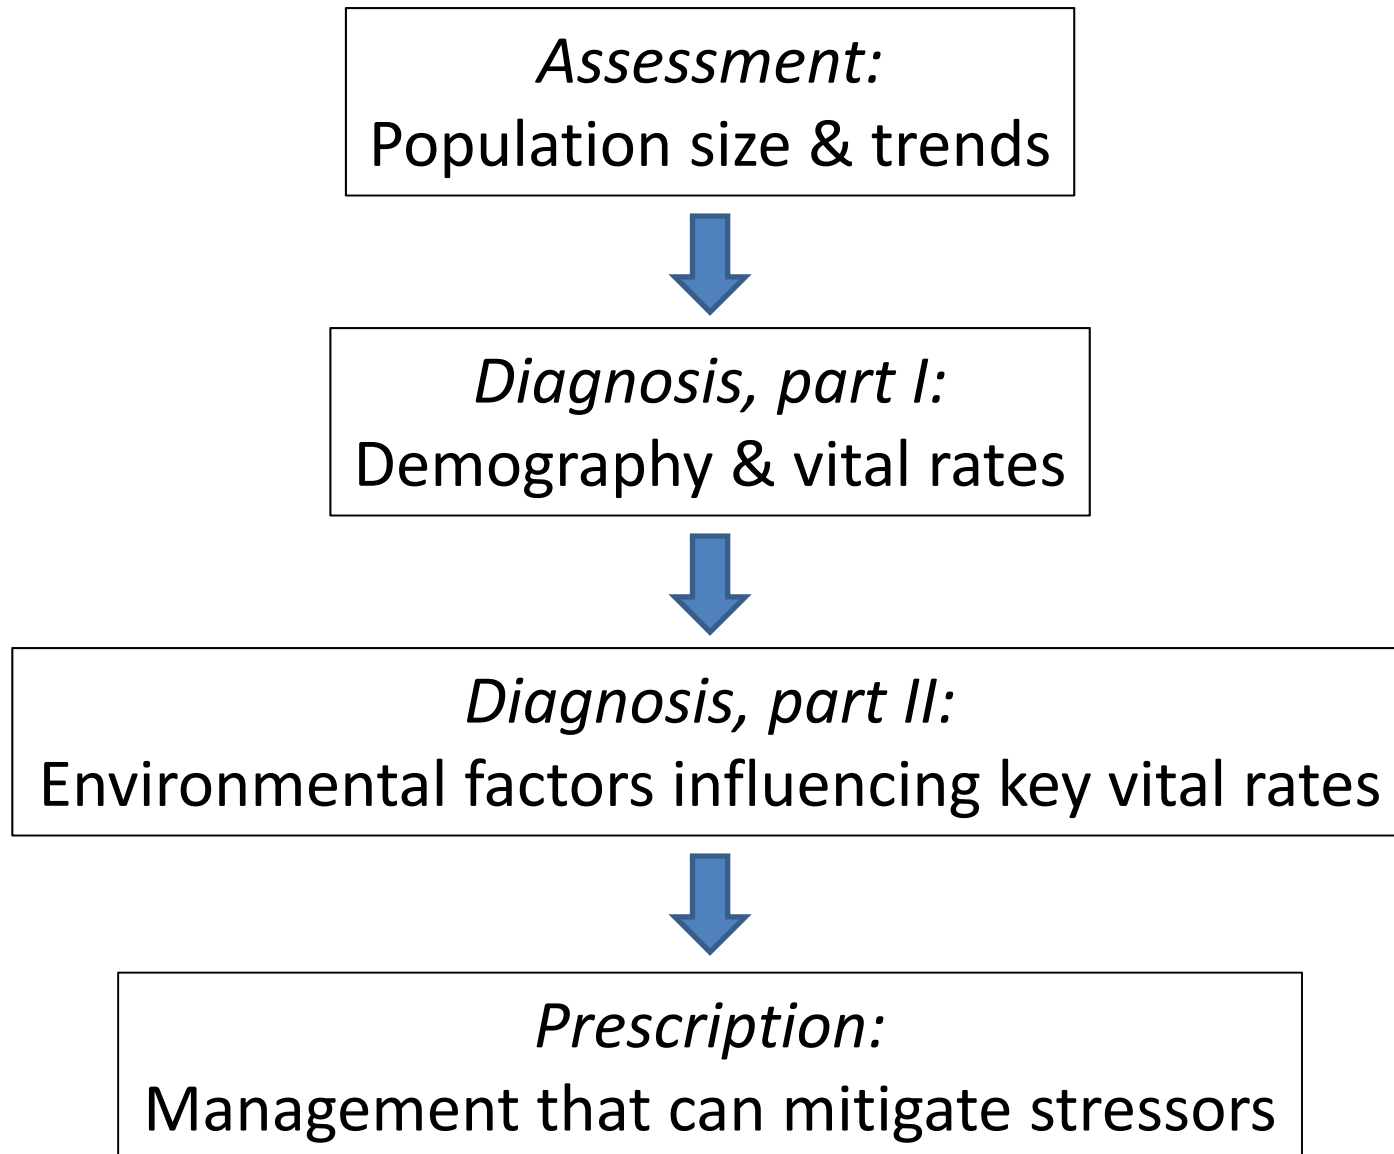 Assessment:
Population size & trends
Diagnosis, part I:
Demography & vital rates
Diagnosis, part II:
Environmental factors influencing key vital rates
Prescription:
Management that can mitigate stressors